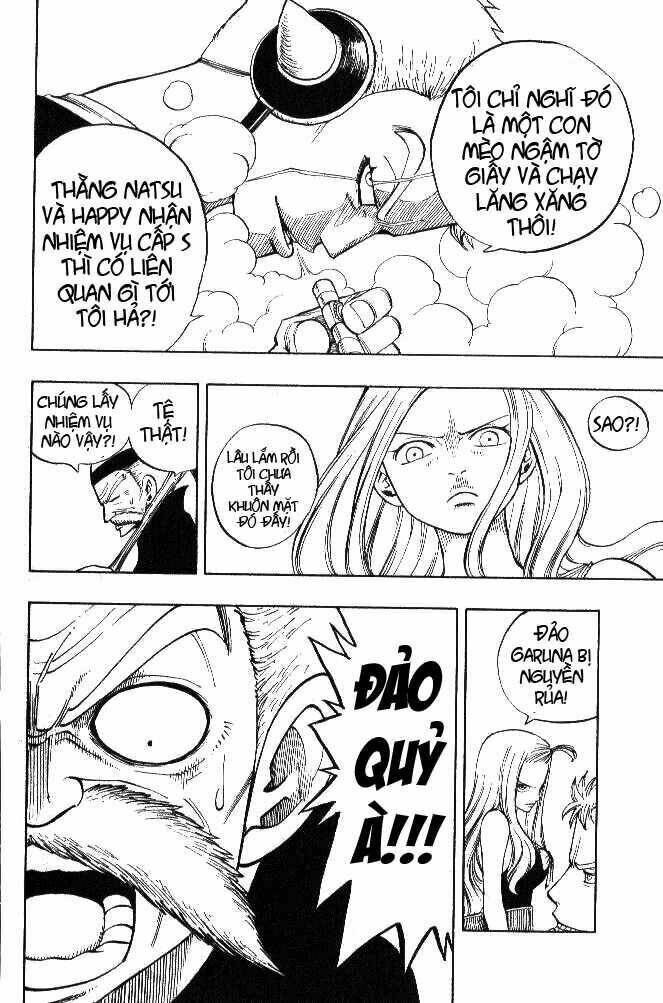 TÔI CHỈ NGHĨ ĐÓ
LÀ MỘT CON
MÈO NGẬM TỜ
GIẤY VÀ CHẠY
LĂNG XĂNG
THÔI!
THẰNG NATSU
VÀ HAPPY NHẬN
NHIỆM VỤ CẤP S
THÌ CÓ LIÊN
QUAN GÌ TỚI
TÔI HẢ?!
SAO?!
LÂU LẮM RỒI
TÔI CHƯA
THẤY
KHUÔN MẶT
ĐÓ ĐẤY!
TỆ
THẬT!
CHÚNG LẤY
NHIỆM VỤ
NÀO VẬY?!
ĐẢO
GARUNA BỊ
NGUYỀN
RỦA!
ĐẢO
QUỶ
À!!!